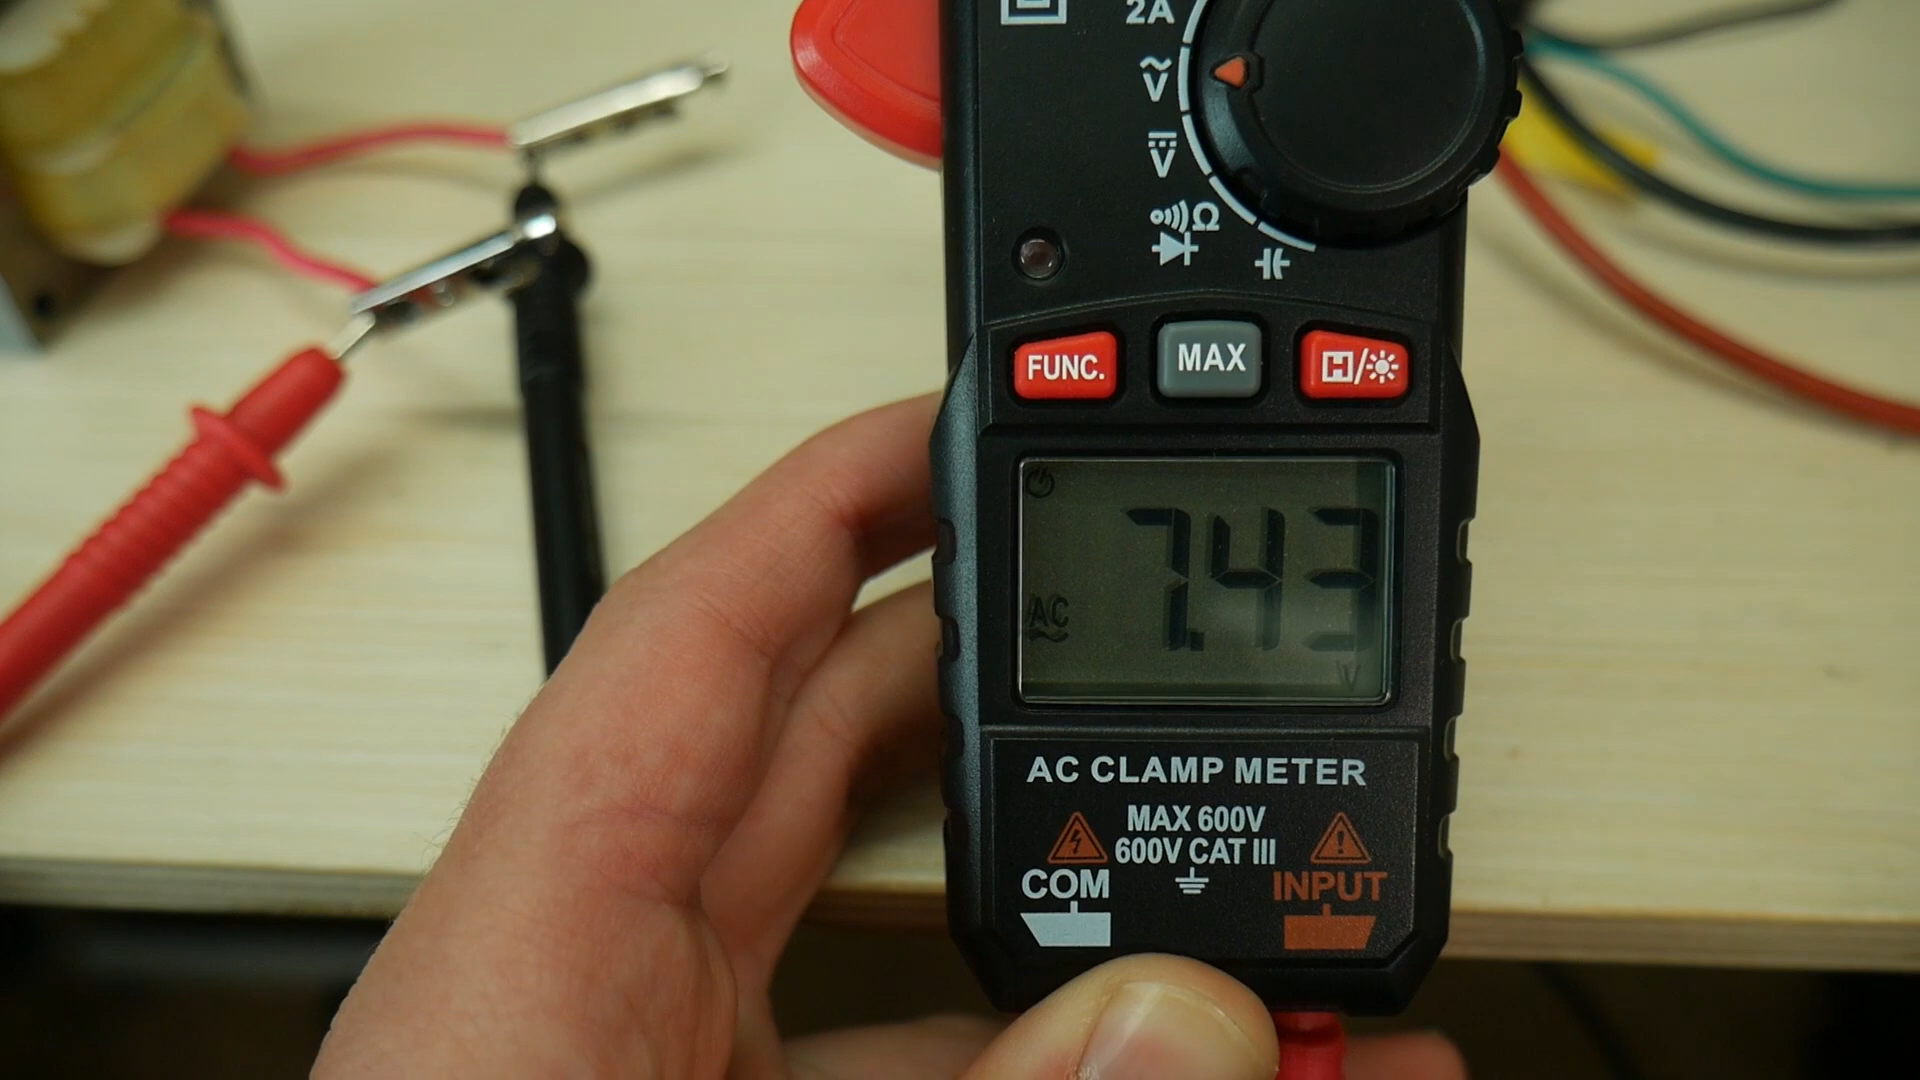 2A
V
V
Ω
FUNC. MAX H/
7.43
AC
V
AC CLAMP METER
MAX 600V
600V CAT III
COM INPUT